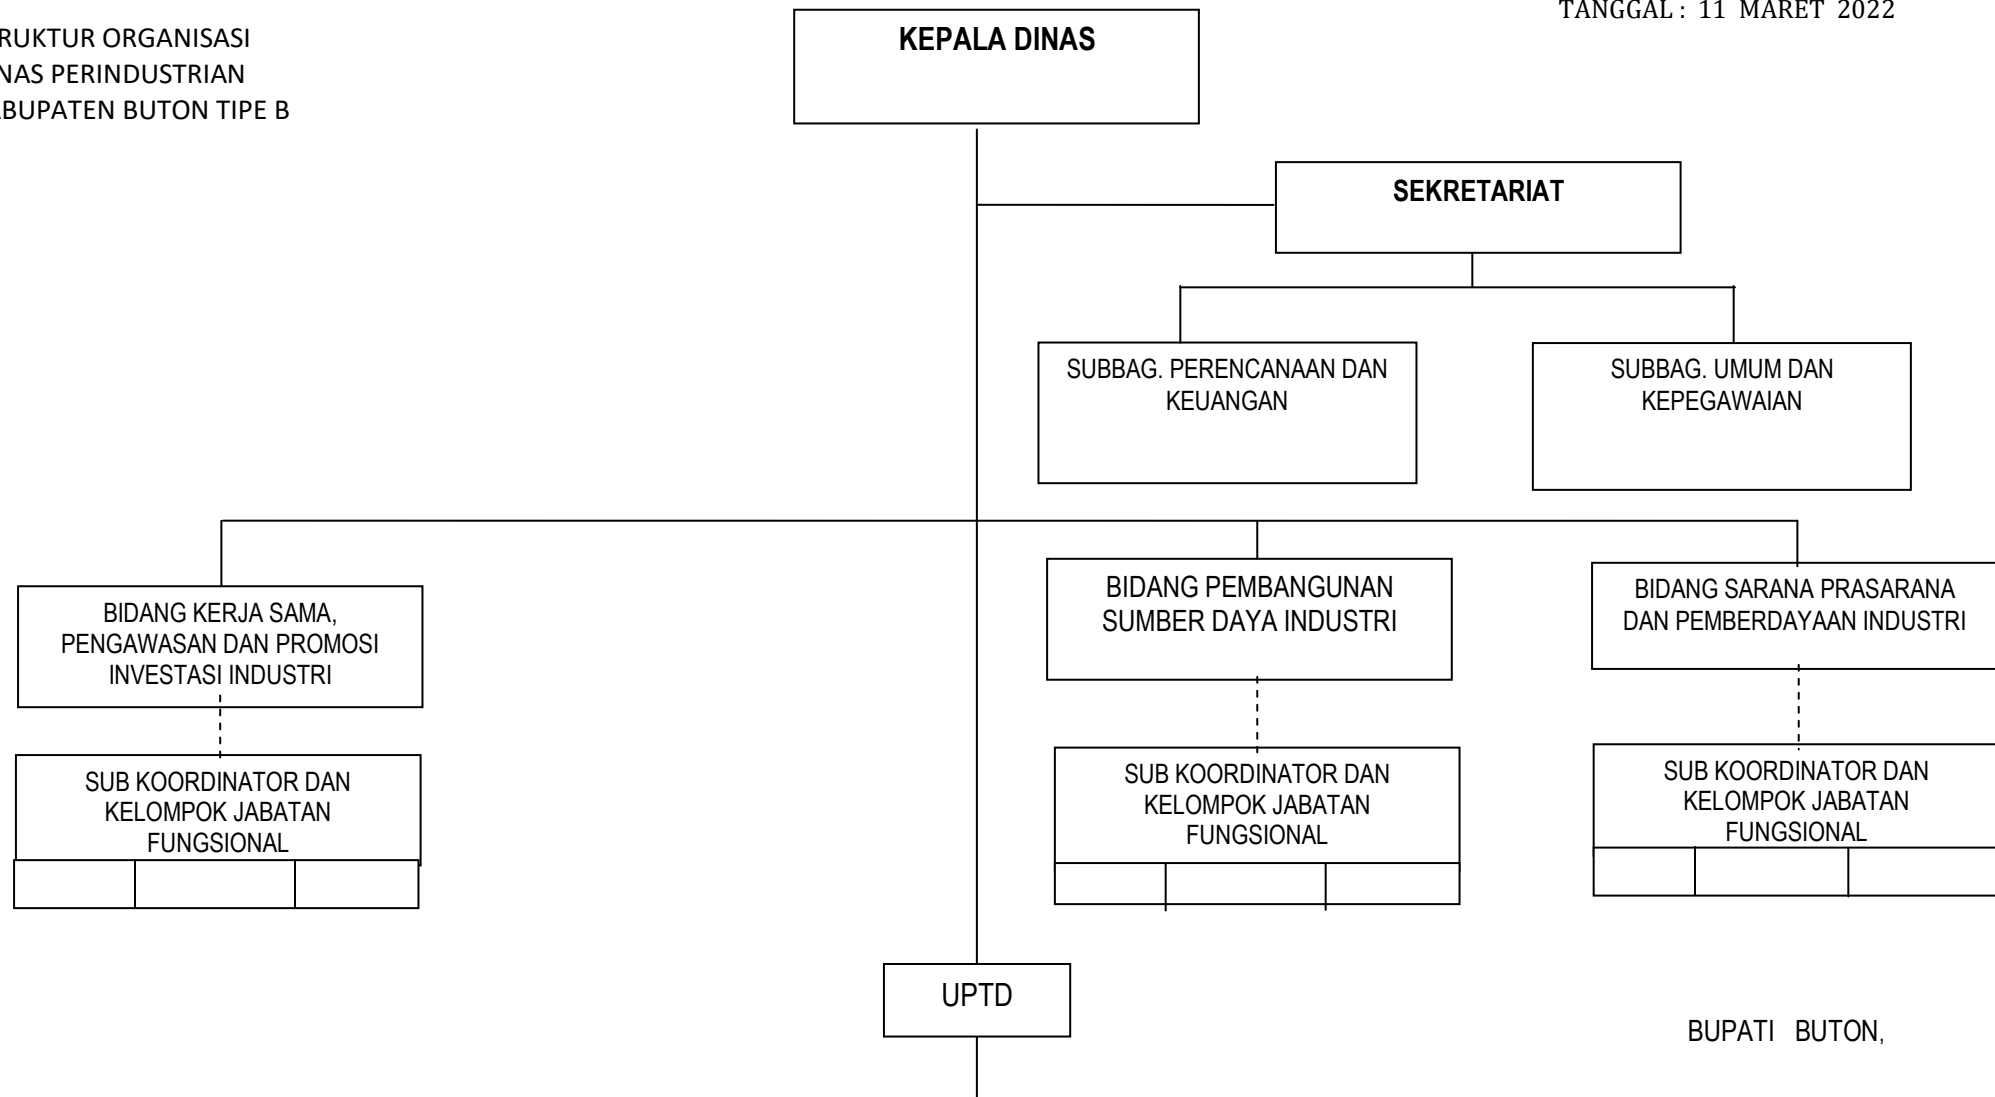 TANGGAL : 11 MARET 2022
RUKTUR ORGANISASI
NAS PERINDUSTRIAN
ABUPATEN BUTON TIPE B
KEPALA DINAS
SEKRETARIAT
SUBBAG. PERENCANAAN DAN
KEUANGAN
SUBBAG. UMUM DAN
KEPEGAWAIAN
BIDANG KERJA SAMA,
PENGAWASAN DAN PROMOSI
INVESTASI INDUSTRI
BIDANG PEMBANGUNAN
SUMBER DAYA INDUSTRI
BIDANG SARANA PRASARANA
DAN PEMBERDAYAAN INDUSTRI
SUB KOORDINATOR DAN
KELOMPOK JABATAN
FUNGSIONAL
SUB KOORDINATOR DAN
KELOMPOK JABATAN
FUNGSIONAL
SUB KOORDINATOR DAN
KELOMPOK JABATAN
FUNGSIONAL
UPTD
BUPATI BUTON,